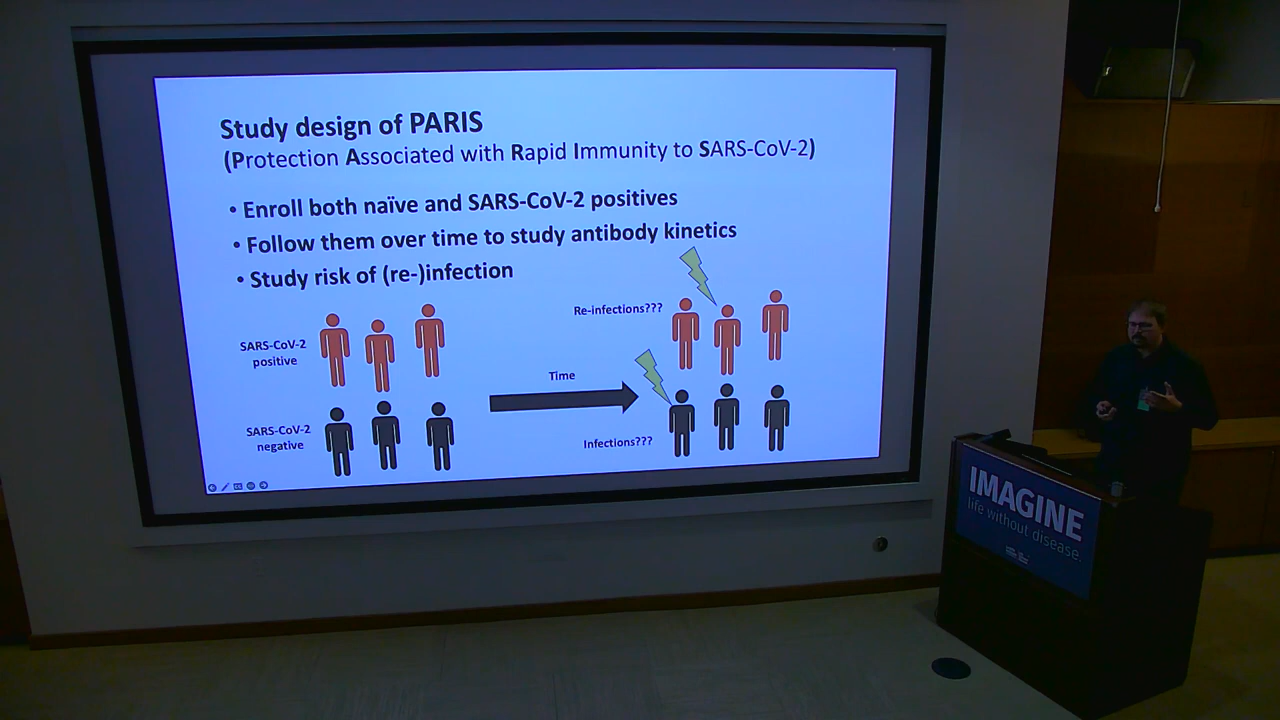 Study design of PARIS
(Protection Associated with Rapid Immunity to SARS-CoV-2)
• Enroll both naïve and SARS-CoV-2 positives
• Follow them over time to study antibody kinetics
• Study risk of (re-)infection
Re-infections???
SARS-CoV-2
positive
Time
SARS-CoV-2
negative
Infections???
IMAGINE
life without disease.